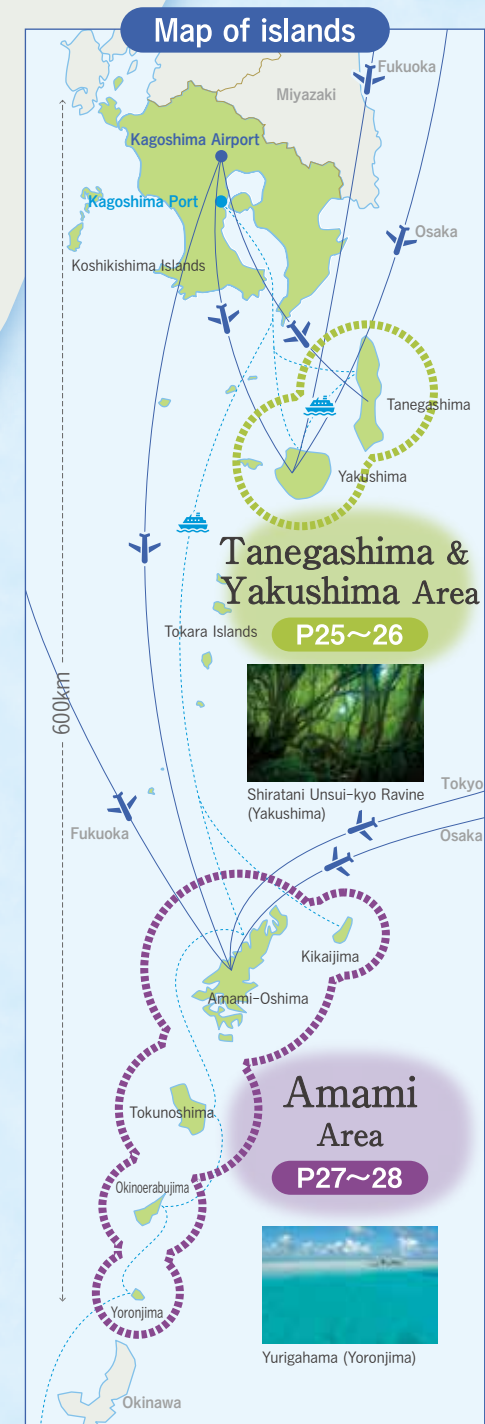 Map of islands
Fukuoka
Miyazaki
Kagoshima Airport
Kagoshima Port
Osaka
Koshikishima Islands
Tanegashima
Yakushima
Tanegashima &
Yakushima Area
P25～26
Tokara Islands
600km
Shiratani Unsui-kyo Ravine
(Yakushima)
Tokyo
Fukuoka
Osaka
Kikaijima
Amami-Oshima
Amami
Area
P27～28
Tokunoshima
Okinoerabujima
Yoronjima
Yurigahama (Yoronjima)
Okinawa